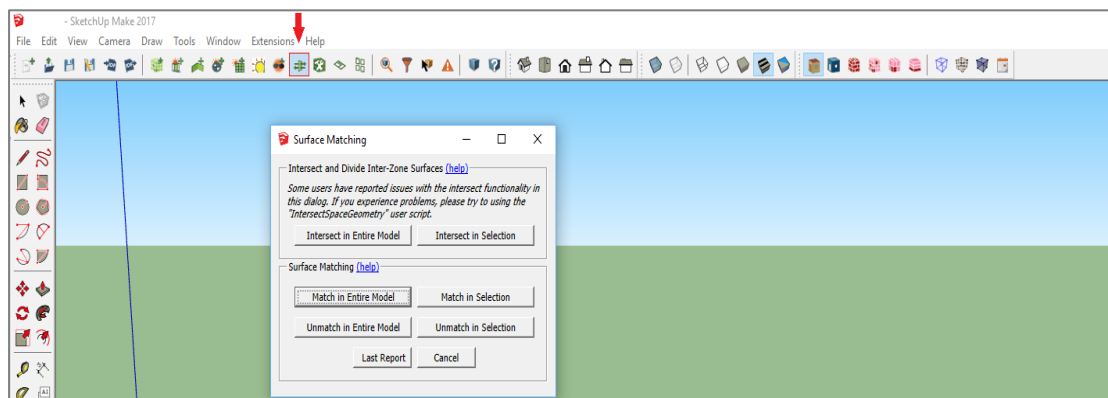 - SketchUp Make 2017
File Edit View Camera Draw Tools Window Extensions Help
Surface Matching
Intersect and Divide Inter-Zone Surfaces (help)
Some users have reported issues with the intersect functionality in
this dialog. If you experience problems, please try to using the
"IntersectSpaceGeometry" user script.
Intersect in Entire Model Intersect in Selection
Surface Matching (help)
Match in Entire Model Match in Selection
Unmatch in Entire Model Unmatch in Selection
Last Report Cancel